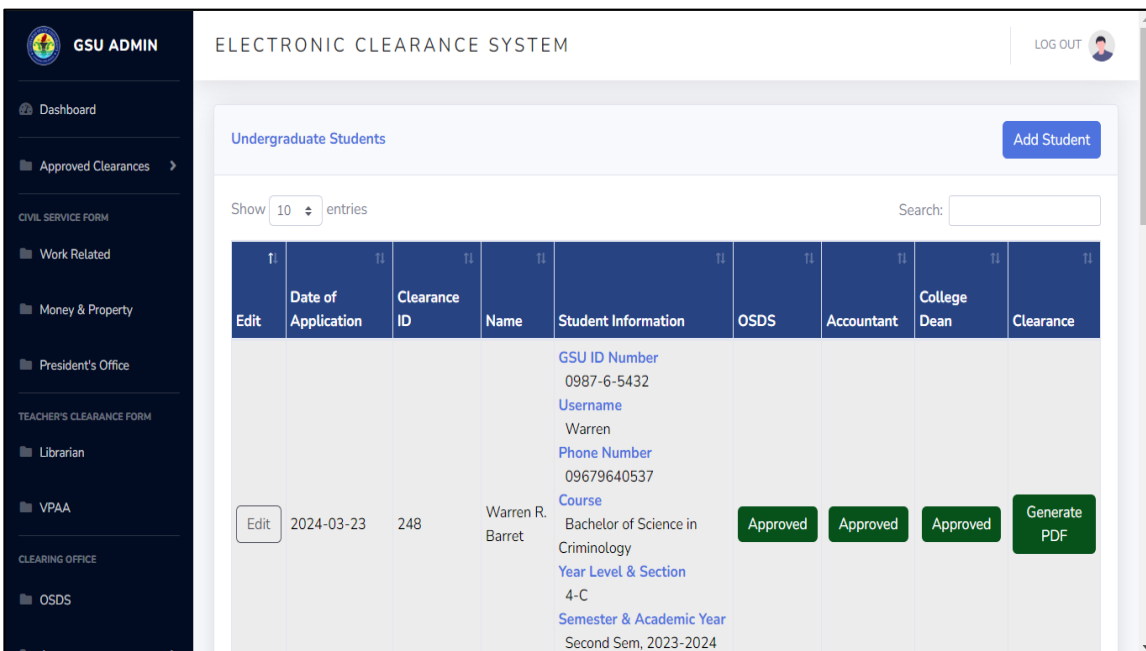 GSU ADMIN
ELECTRONIC CLEARANCE SYSTEM
LOG OUT
Dashboard
Approved Clearances
CIVIL SERVICE FORM
Work Related
Money & Property
President's Office
TEACHER'S CLEARANCE FORM
Librarian
VPAA
CLEARING OFFICE
OSDS
Undergraduate Students
Add Student
Show 10 entries
Search:
Edit
Date of
Application
Clearance
ID
Name
Student Information
OSDS
Accountant
College
Dean
Clearance
Edit
2024-03-23
248
Warren R.
Barret
GSU ID Number
0987-6-5432
Username
Warren
Phone Number
09679640537
Course
Bachelor of Science in
Criminology
Year Level & Section
4-C
Semester & Academic Year
Second Sem, 2023-2024
Approved
Approved
Approved
Generate
PDF